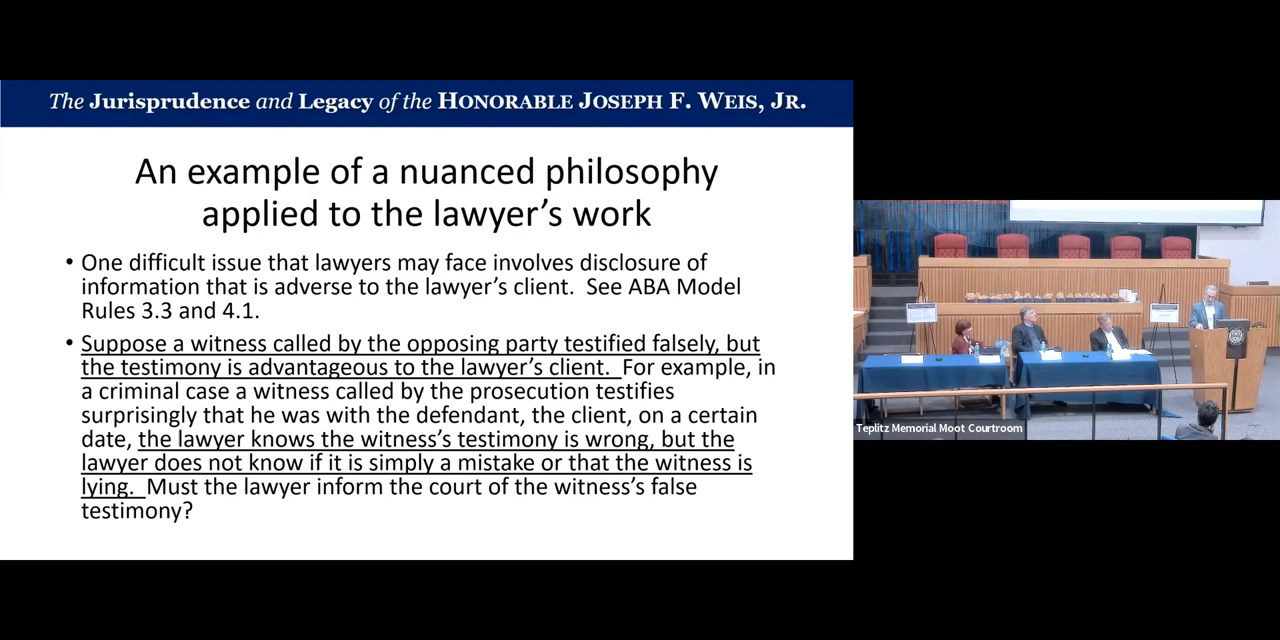 The Jurisprudence and Legacy of the HONORABLE JOSEPH F. WEIS, JR.
An example of a nuanced philosophy
applied to the lawyer’s work
• One difficult issue that lawyers may face involves disclosure of
information that is adverse to the lawyer’s client.  See ABA Model
Rules 3.3 and 4.1.
• Suppose a witness called by the opposing party testified falsely, but
the testimony is advantageous to the lawyer’s client.  For example, in
a criminal case a witness called by the prosecution testifies
surprisingly that he was with the defendant, the client, on a certain
date, the lawyer knows the witness’s testimony is wrong, but the
lawyer does not know if it is simply a mistake or that the witness is
lying.  Must the lawyer inform the court of the witness’s false
testimony?
Teplitz Memorial Moot Courtroom